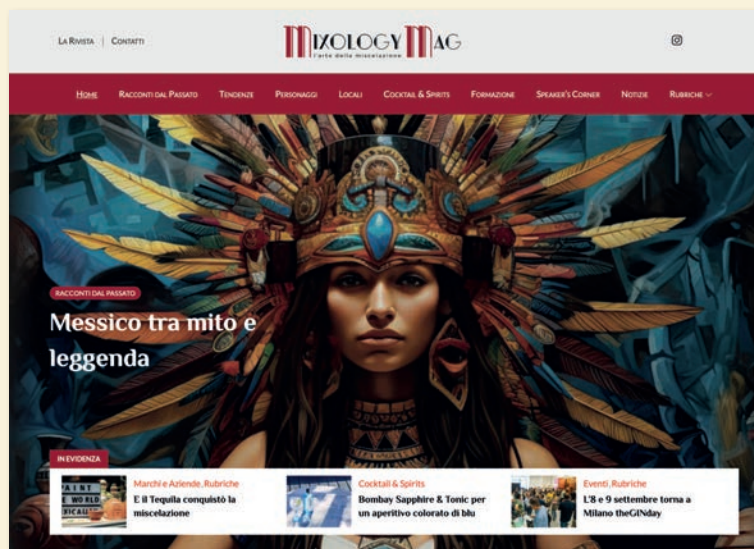 LA RIVISTA | CONTATTI
MIXOLOGY MAG
l'arte della miscelazione
HOME RACCONTI DAL PASSATO TENDENZE PERSONAGGI LOCALI COCKTAIL & SPIRITS FORMAZIONE SPEAKER'S CORNER NOTIZIE RUBRICHE
RACCONTI DAL PASSATO
Messico tra mito e
leggenda
IN EVIDENZA
PAINT
E WORLD
XICAUT
Marchi e Aziende, Rubriche
E il Tequila conquistò la
miscelazione
Cocktail & Spirits
Bombay Sapphire & Tonic per
un aperitivo colorato di blu
Eventi, Rubriche
L'8 e 9 settembre torna a
Milano theGINday